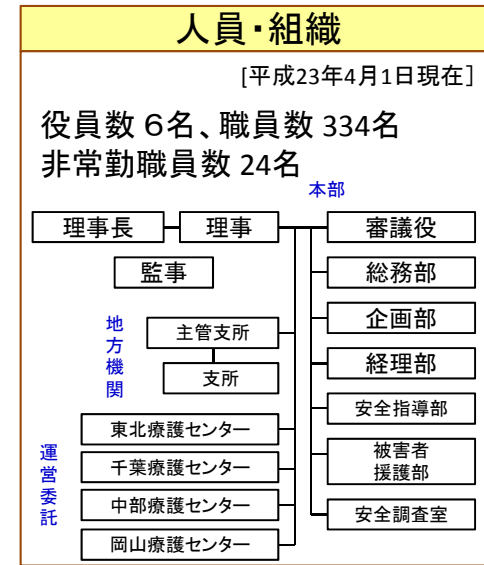 人員・組織
[平成23年4月1日現在]
役員数 6名、職員数 334名
非常勤職員数 24名
本部
理事長
理事
審議役
監事
総務部
企画部
経理部
安全指導部
被害者
援護部
安全調査室
地方機関
主管支所
支所
運営委託
東北療護センター
千葉療護センター
中部療護センター
岡山療護センター